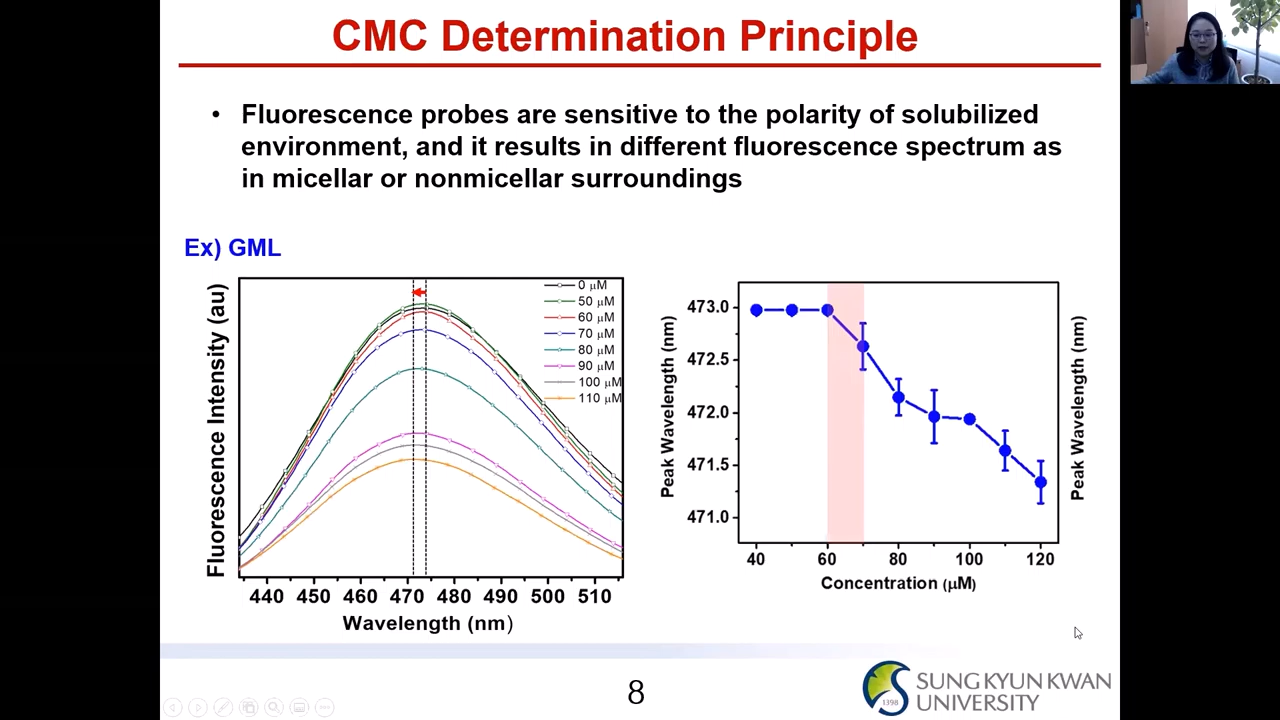 CMC Determination Principle
• Fluorescence probes are sensitive to the polarity of solubilized
environment, and it results in different fluorescence spectrum as
in micellar or nonmicellar surroundings
Ex) GML
Fluorescence Intensity (au)
0 μM
50 μM
60 μM
70 μM
80 μM
90 μM
100 μM
110 μM
440 450 460 470 480 490 500 510
Wavelength (nm)
Peak Wavelength (nm)
473.0
472.5
472.0
471.5
471.0
40 60 80 100 120
Concentration (μM)
Peak Wavelength (nm)
8
1398
SUNG KYUN KWAN
UNIVERSITY